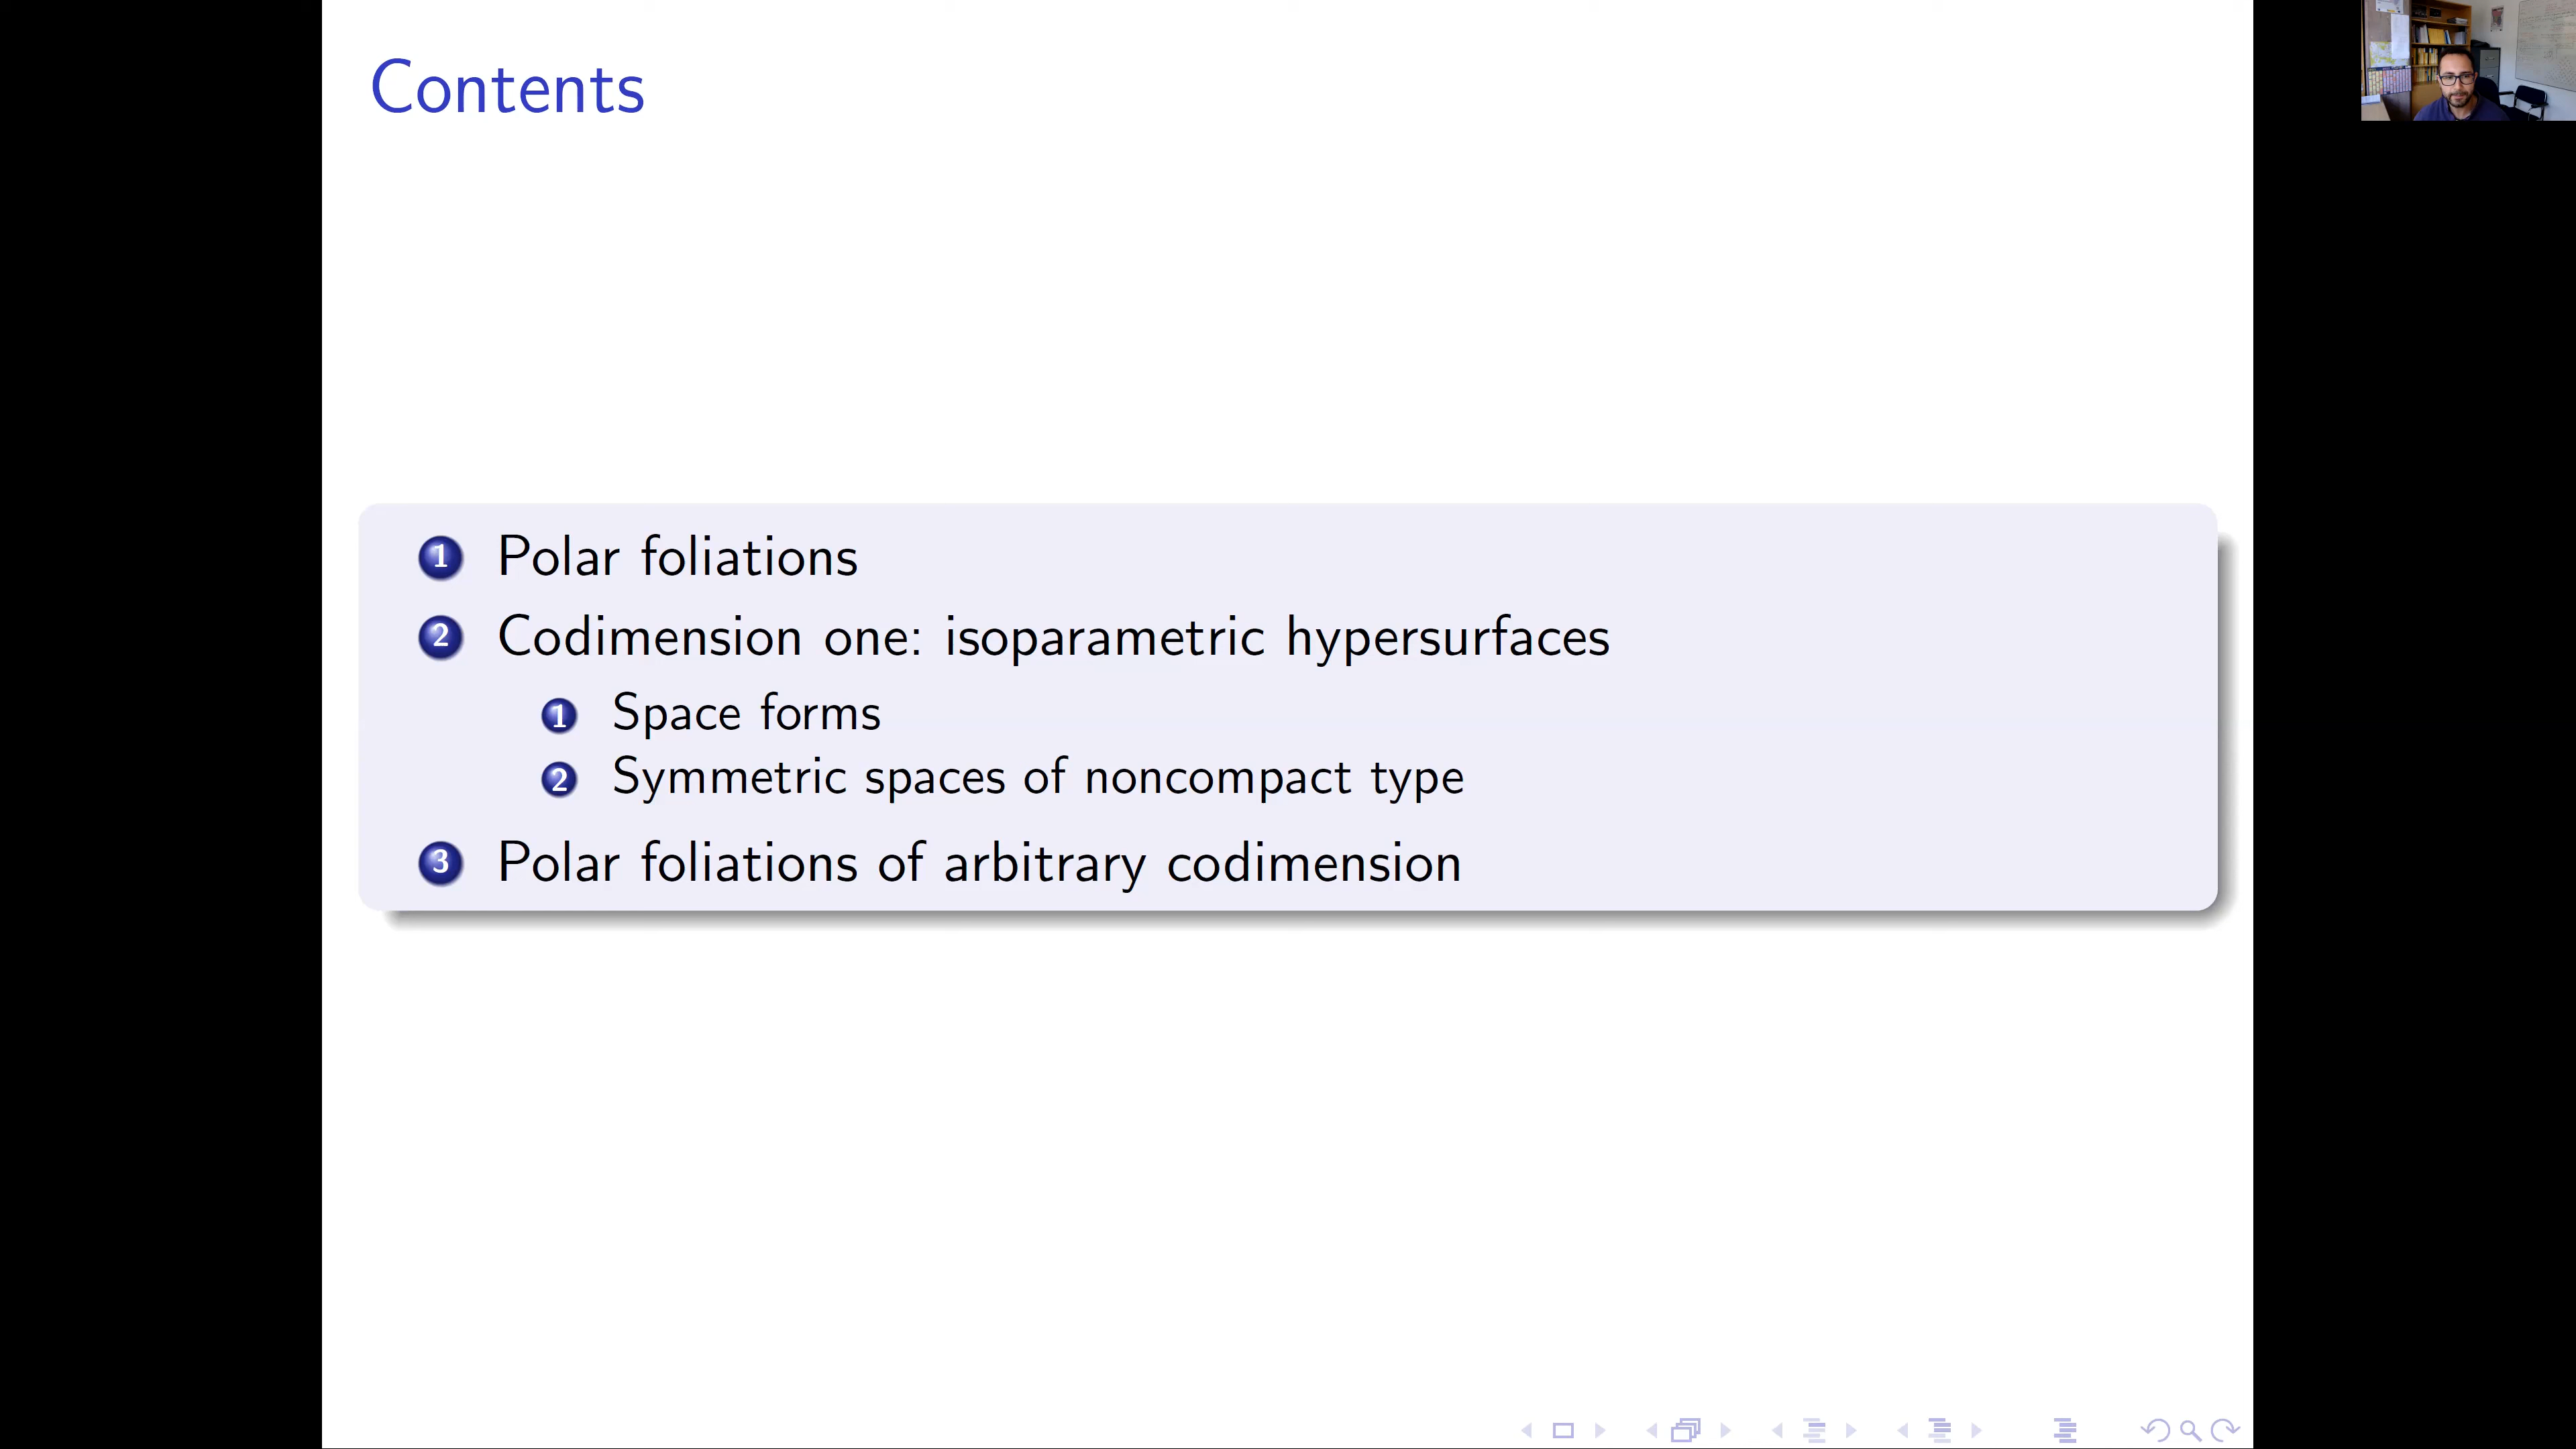 Contents
1 Polar foliations
2 Codimension one: isoparametric hypersurfaces
1 Space forms
2 Symmetric spaces of noncompact type
3 Polar foliations of arbitrary codimension